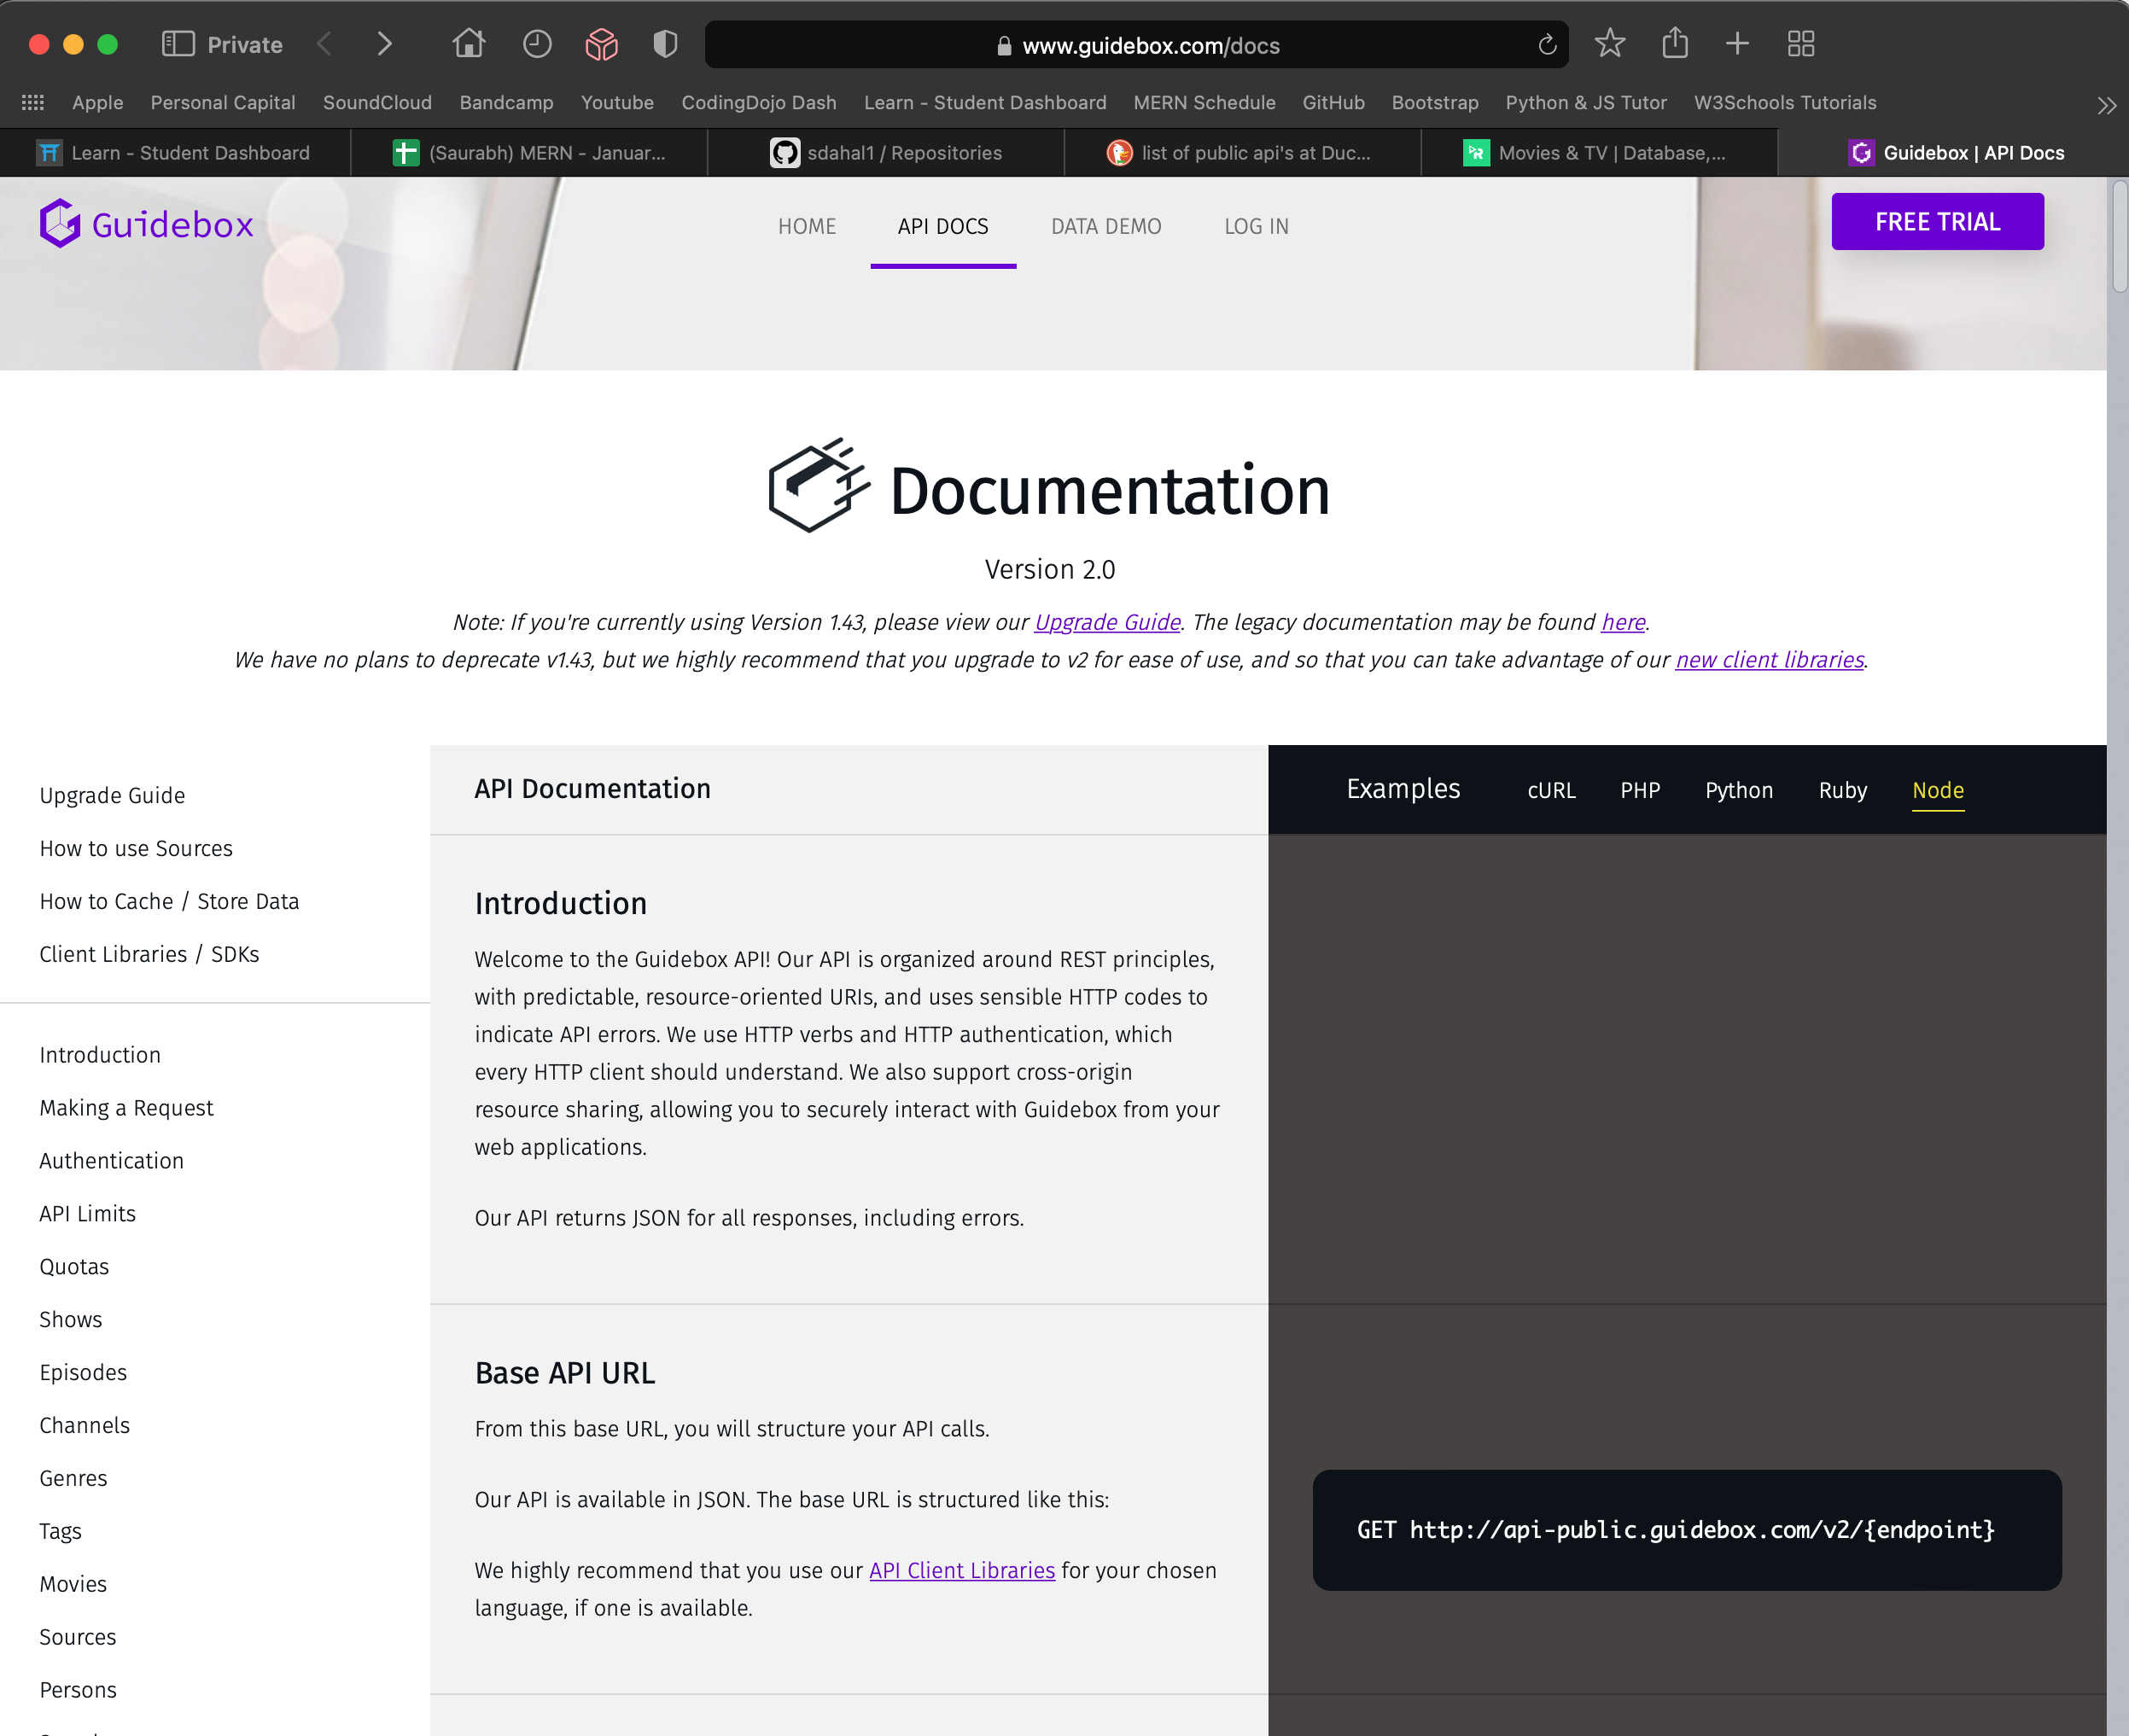 Private
www.guidebox.com/docs
Apple Personal Capital SoundCloud Bandcamp Youtube CodingDojo Dash Learn - Student Dashboard MERN Schedule GitHub Bootstrap Python & JS Tutor W3Schools Tutorials
Learn - Student Dashboard (Saurabh) MERN - Januar... sdahal1 / Repositories list of public api's at Duc... Movies & TV | Database,... Guidebox | API Docs
Guidebox
HOME API DOCS DATA DEMO LOG IN
FREE TRIAL
Documentation
Version 2.0
Note: If you're currently using Version 1.43, please view our Upgrade Guide. The legacy documentation may be found here.
We have no plans to deprecate v1.43, but we highly recommend that you upgrade to v2 for ease of use, and so that you can take advantage of our new client libraries.
Upgrade Guide
How to use Sources
How to Cache / Store Data
Client Libraries / SDKs
Introduction
Making a Request
Authentication
API Limits
Quotas
Shows
Episodes
Channels
Genres
Tags
Movies
Sources
Persons
API Documentation
Introduction
Welcome to the Guidebox API! Our API is organized around REST principles,
with predictable, resource-oriented URIs, and uses sensible HTTP codes to
indicate API errors. We use HTTP verbs and HTTP authentication, which
every HTTP client should understand. We also support cross-origin
resource sharing, allowing you to securely interact with Guidebox from your
web applications.
Our API returns JSON for all responses, including errors.
Base API URL
From this base URL, you will structure your API calls.
Our API is available in JSON. The base URL is structured like this:
We highly recommend that you use our API Client Libraries for your chosen
language, if one is available.
Examples cURL PHP Python Ruby Node
GET http://api-public.guidebox.com/v2/{endpoint}